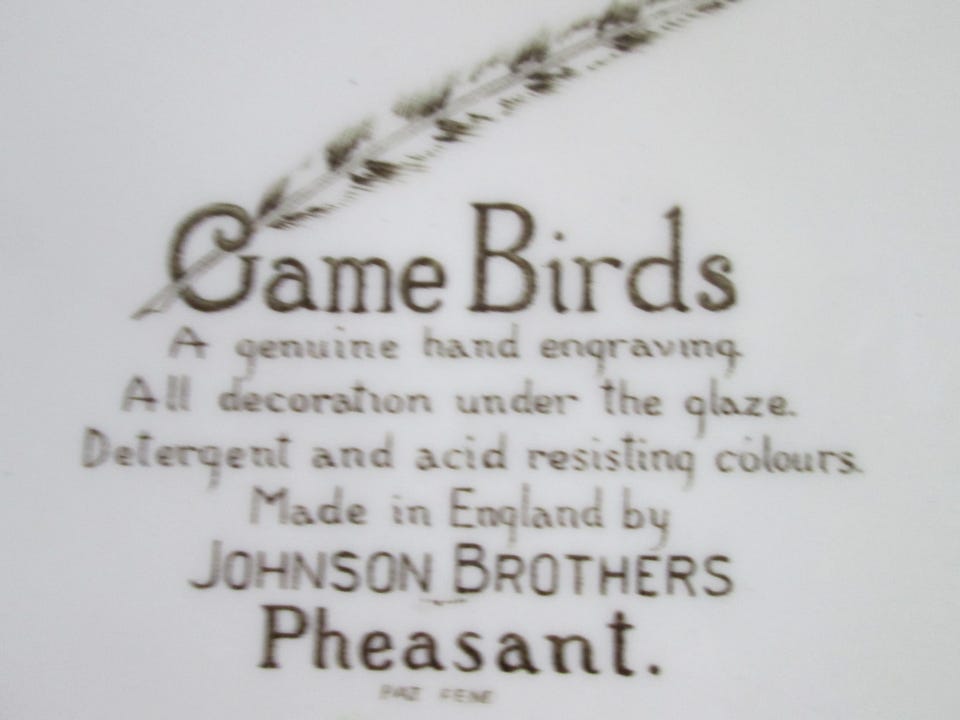 Game Birds
A genuine hand engraving.
All decoration under the glaze.
Detergent and acid resisting colours.
Made in England by
JOHNSON BROTHERS
Pheasant.